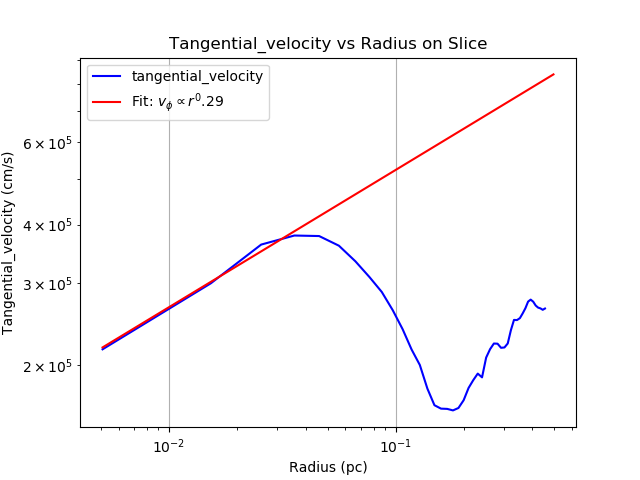 Tangential_velocity vs Radius on Slice
tangential_velocity
Fit: $v_\phi \propto r^0.29$
6 × 10⁵
4 × 10⁵
3 × 10⁵
2 × 10⁵
Tangential_velocity (cm/s)
10⁻² 10⁻¹
Radius (pc)